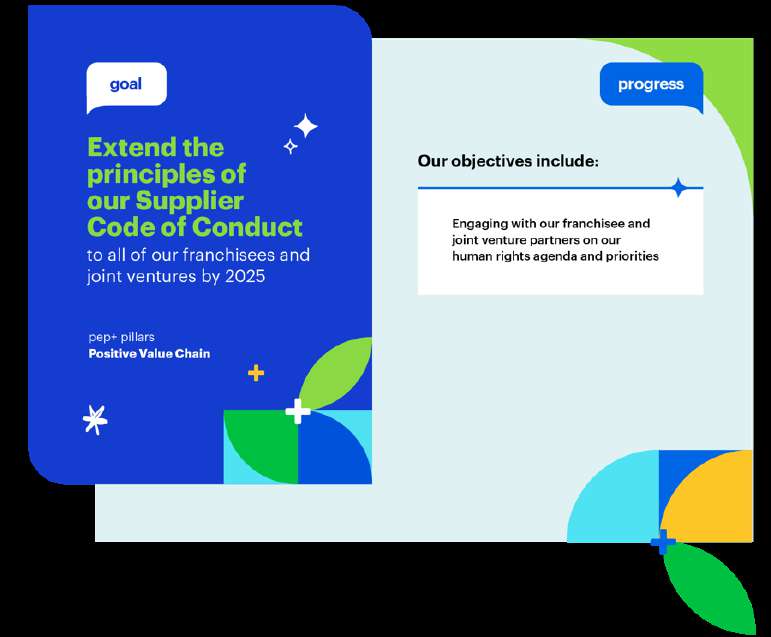 goal
Extend the
principles of
our Supplier
Code of Conduct
to all of our franchisees and
joint ventures by 2025
pep+ pillars
Positive Value Chain
progress
Our objectives include:
Engaging with our franchisee and
joint venture partners on our
human rights agenda and priorities